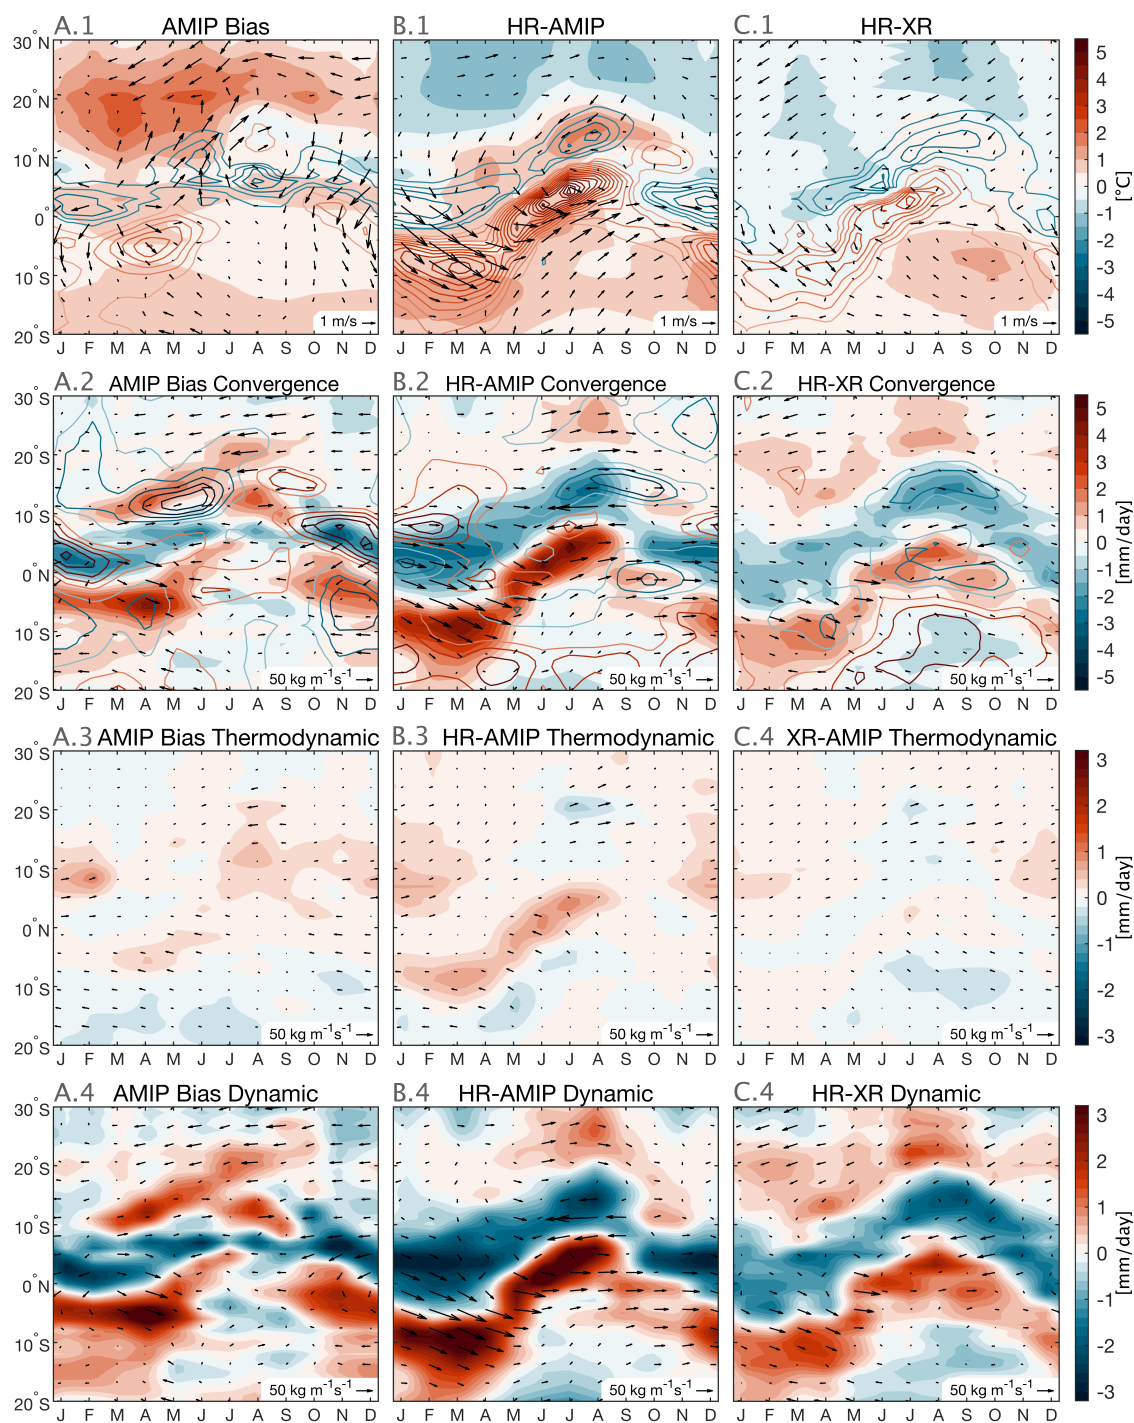 A.1 AMIP Bias
B.1 HR-AMIP
C.1 HR-XR
30°N
20°N
10°N
0°N
10°S
20°S
1 m/s
1 m/s
1 m/s
J F M A M J J A S O N D
J F M A M J J A S O N D
J F M A M J J A S O N D
5
4
3
2
1
0
-1
-2
-3
-4
-5
[°C]
A.2 AMIP Bias Convergence
B.2 HR-AMIP Convergence
C.2 HR-XR Convergence
30°S
20°S
10°S
0°N
10°S
20°S
50 kg m⁻¹s⁻¹
50 kg m⁻¹s⁻¹
50 kg m⁻¹s⁻¹
J F M A M J J A S O N D
J F M A M J J A S O N D
J F M A M J J A S O N D
5
4
3
2
1
0
-1
-2
-3
-4
-5
[mm/day]
A.3 AMIP Bias Thermodynamic
B.3 HR-AMIP Thermodynamic
C.4 XR-AMIP Thermodynamic
30°S
20°S
10°S
0°N
10°S
20°S
50 kg m⁻¹s⁻¹
50 kg m⁻¹s⁻¹
50 kg m⁻¹s⁻¹
J F M A M J J A S O N D
J F M A M J J A S O N D
J F M A M J J A S O N D
3
2
1
0
-1
-2
-3
[mm/day]
A.4 AMIP Bias Dynamic
B.4 HR-AMIP Dynamic
C.4 HR-XR Dynamic
30°S
20°S
10°S
0°N
10°S
20°S
50 kg m⁻¹s⁻¹
50 kg m⁻¹s⁻¹
50 kg m⁻¹s⁻¹
J F M A M J J A S O N D
J F M A M J J A S O N D
J F M A M J J A S O N D
3
2
1
0
-1
-2
-3
[mm/day]